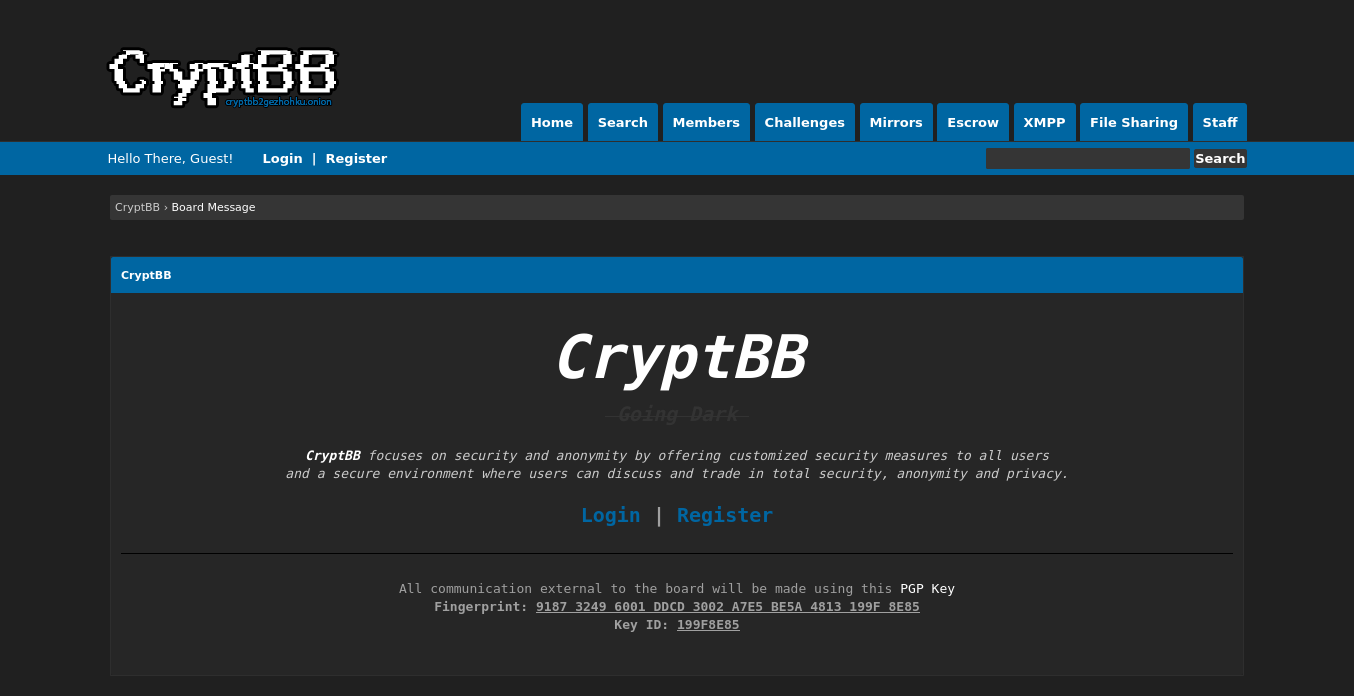 CryptBB
cryptbb2gezhohku.onion
Home Search Members Challenges Mirrors Escrow XMPP File Sharing Staff
Hello There, Guest! Login | Register Search
CryptBB › Board Message
CryptBB
CryptBB
Going Dark
CryptBB focuses on security and anonymity by offering customized security measures to all users
and a secure environment where users can discuss and trade in total security, anonymity and privacy.
Login | Register
All communication external to the board will be made using this PGP Key
Fingerprint: 9187 3249 6001 DDCD 3002 A7E5 BE5A 4813 199F 8E85
Key ID: 199F8E85